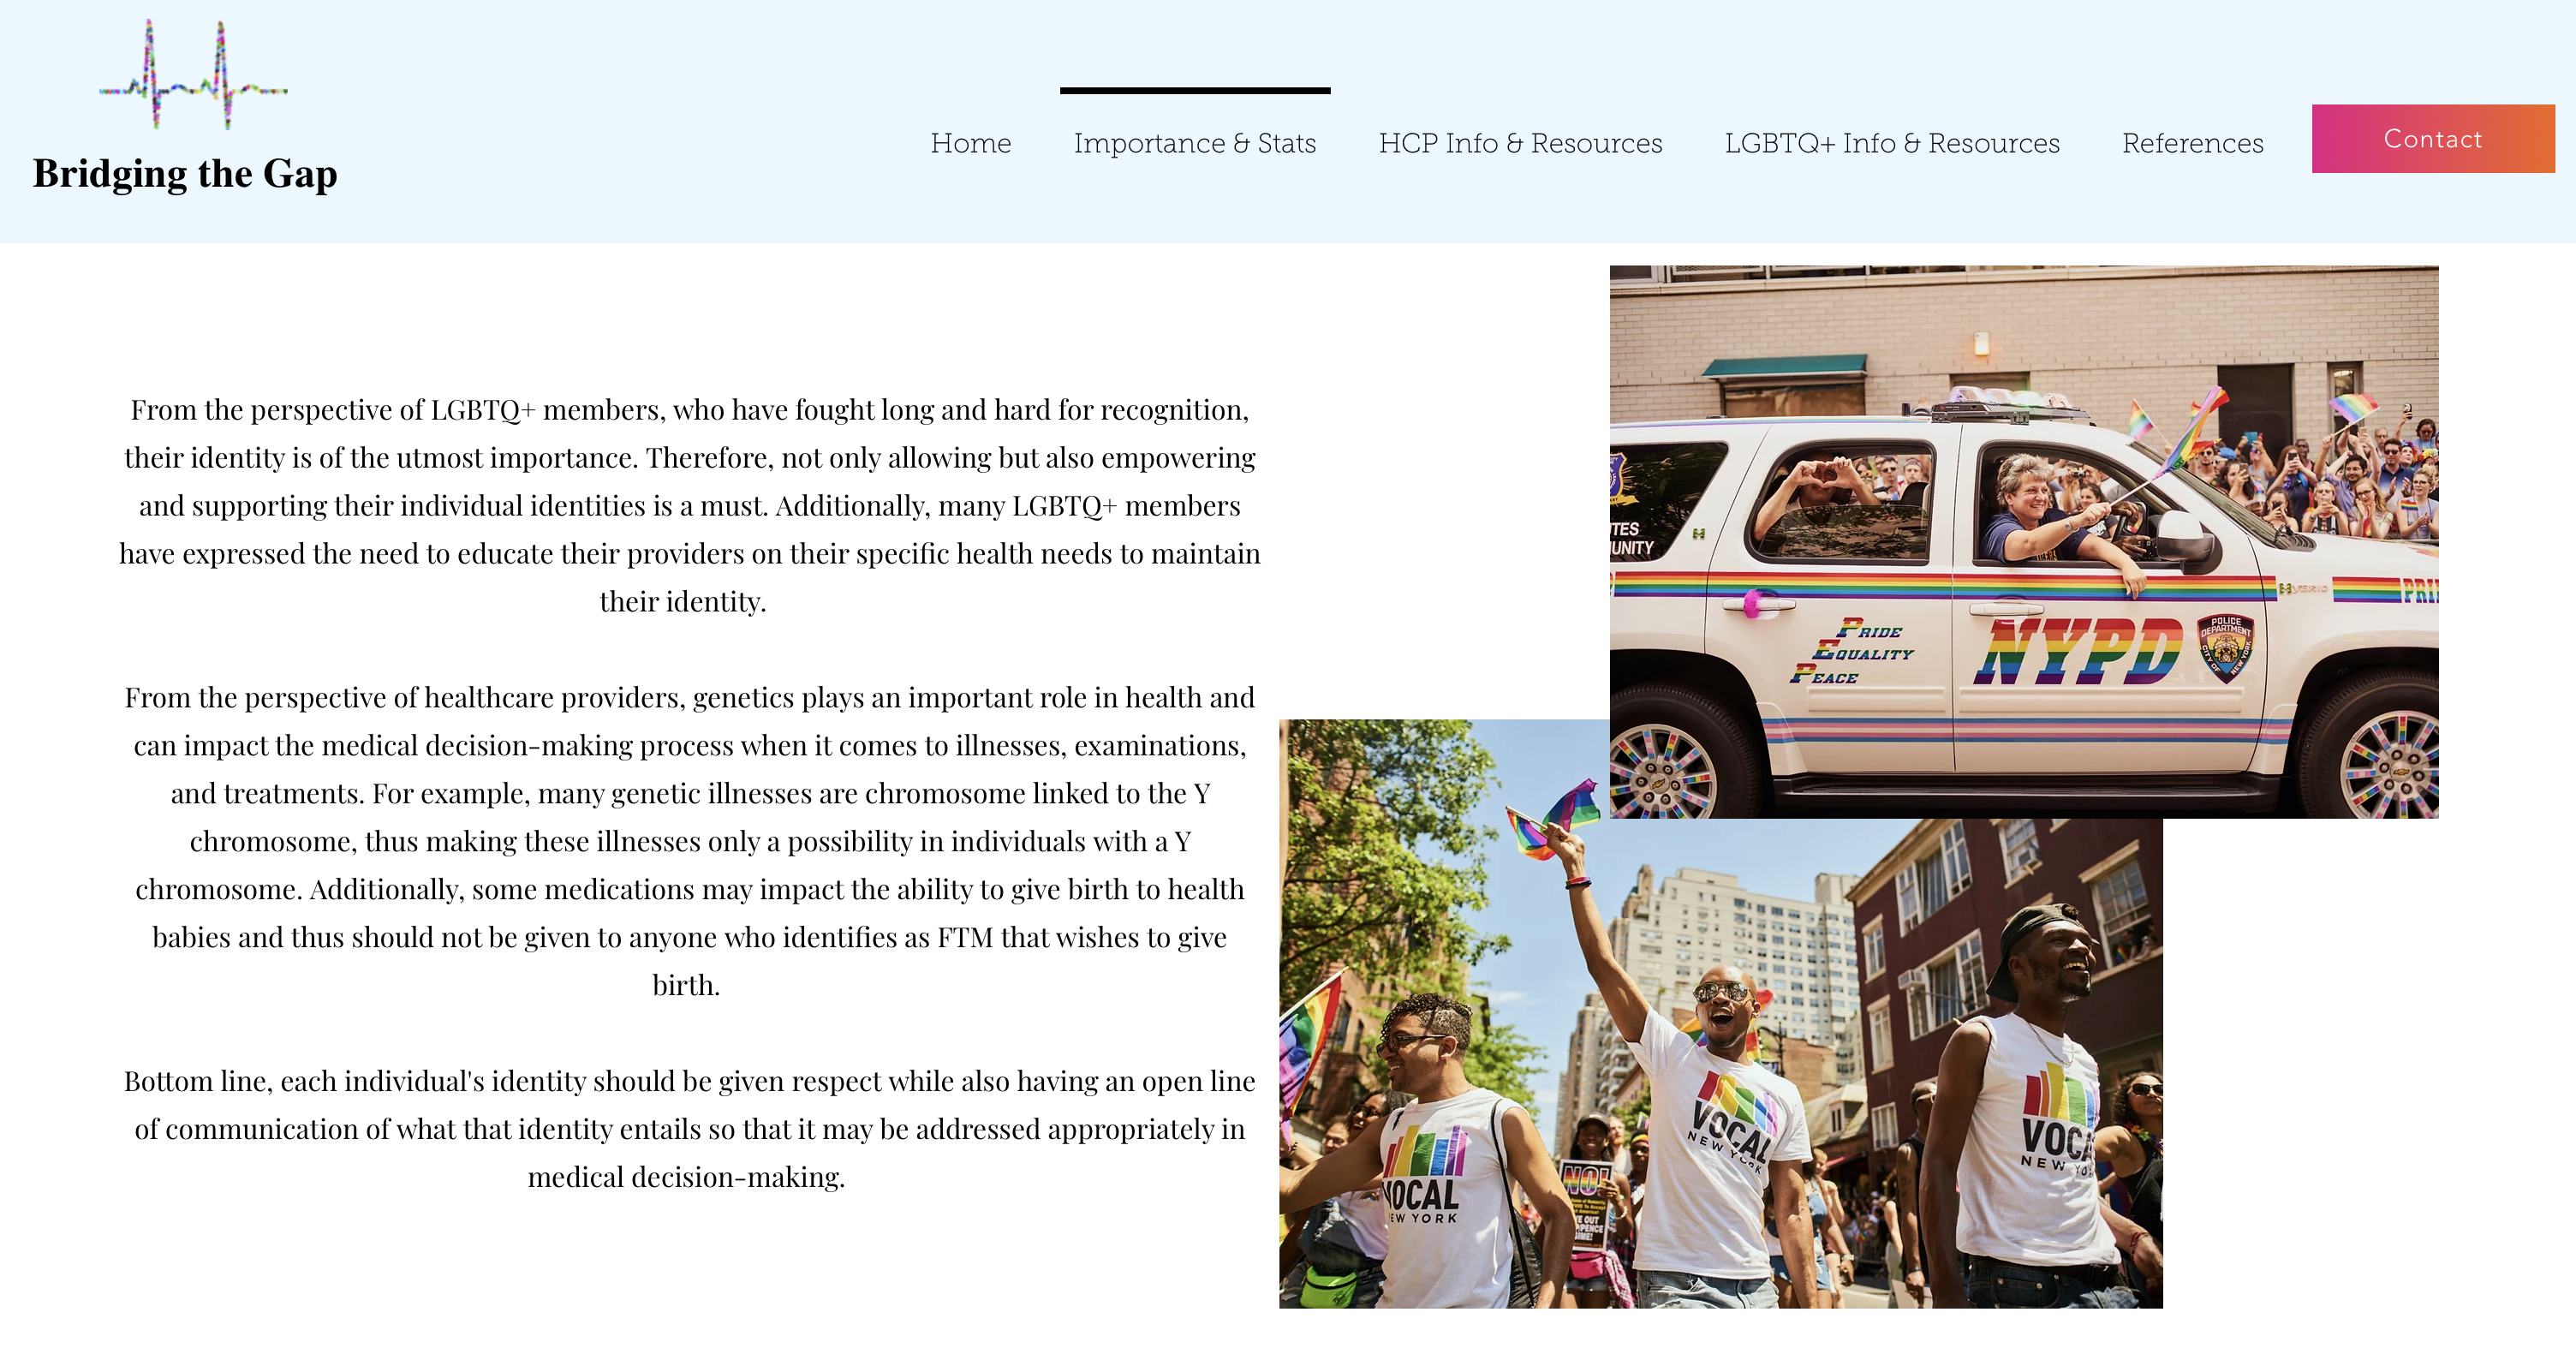 Bridging the Gap
Home
Importance & Stats
HCP Info & Resources
LGBTQ+ Info & Resources
References
Contact
From the perspective of LGBTQ+ members, who have fought long and hard for recognition,
their identity is of the utmost importance. Therefore, not only allowing but also empowering
and supporting their individual identities is a must. Additionally, many LGBTQ+ members
have expressed the need to educate their providers on their specific health needs to maintain
their identity.
From the perspective of healthcare providers, genetics plays an important role in health and
can impact the medical decision-making process when it comes to illnesses, examinations,
and treatments. For example, many genetic illnesses are chromosome linked to the Y
chromosome, thus making these illnesses only a possibility in individuals with a Y
chromosome. Additionally, some medications may impact the ability to give birth to health
babies and thus should not be given to anyone who identifies as FTM that wishes to give
birth.
Bottom line, each individual's identity should be given respect while also having an open line
of communication of what that identity entails so that it may be addressed appropriately in
medical decision-making.
TES
UNITY
PRIDE
EQUALITY
PEACE
NYPD
POLICE
DEPARTMENT
CITY OF NEW YORK
HYBRID
PRI
VOCAL
EW YORK
VOCAL
NEW YORK
VOCA
NEW YO
NO!